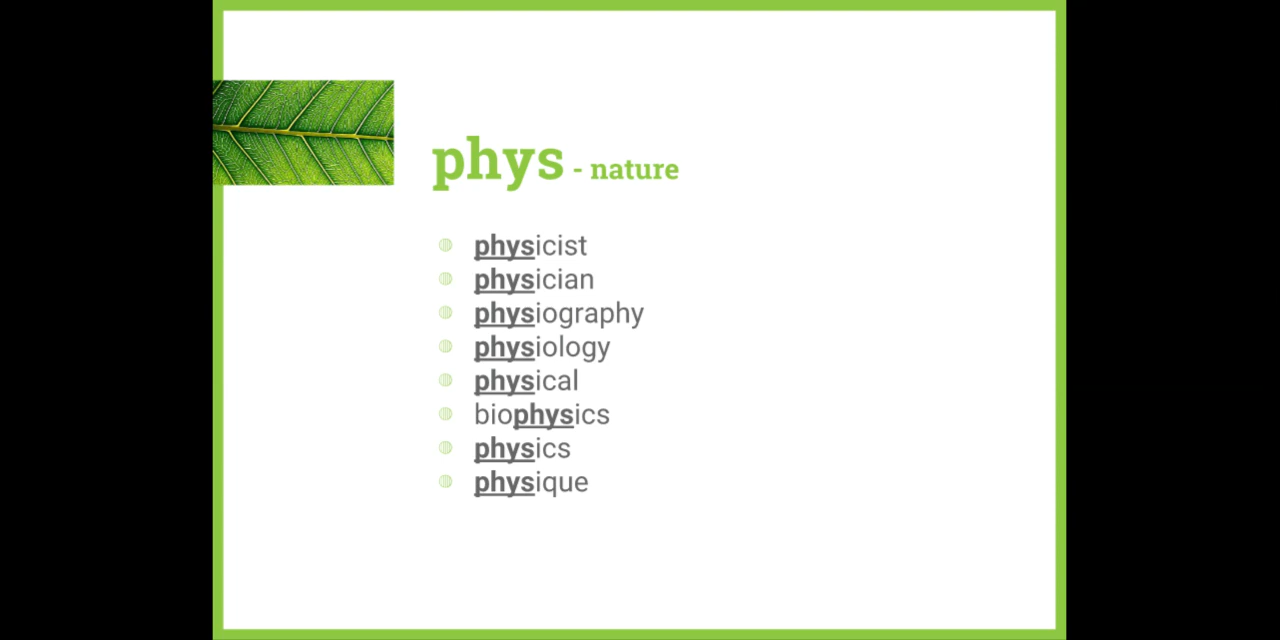 phys - nature
physicist
physician
physiography
physiology
physical
biophysics
physics
physique